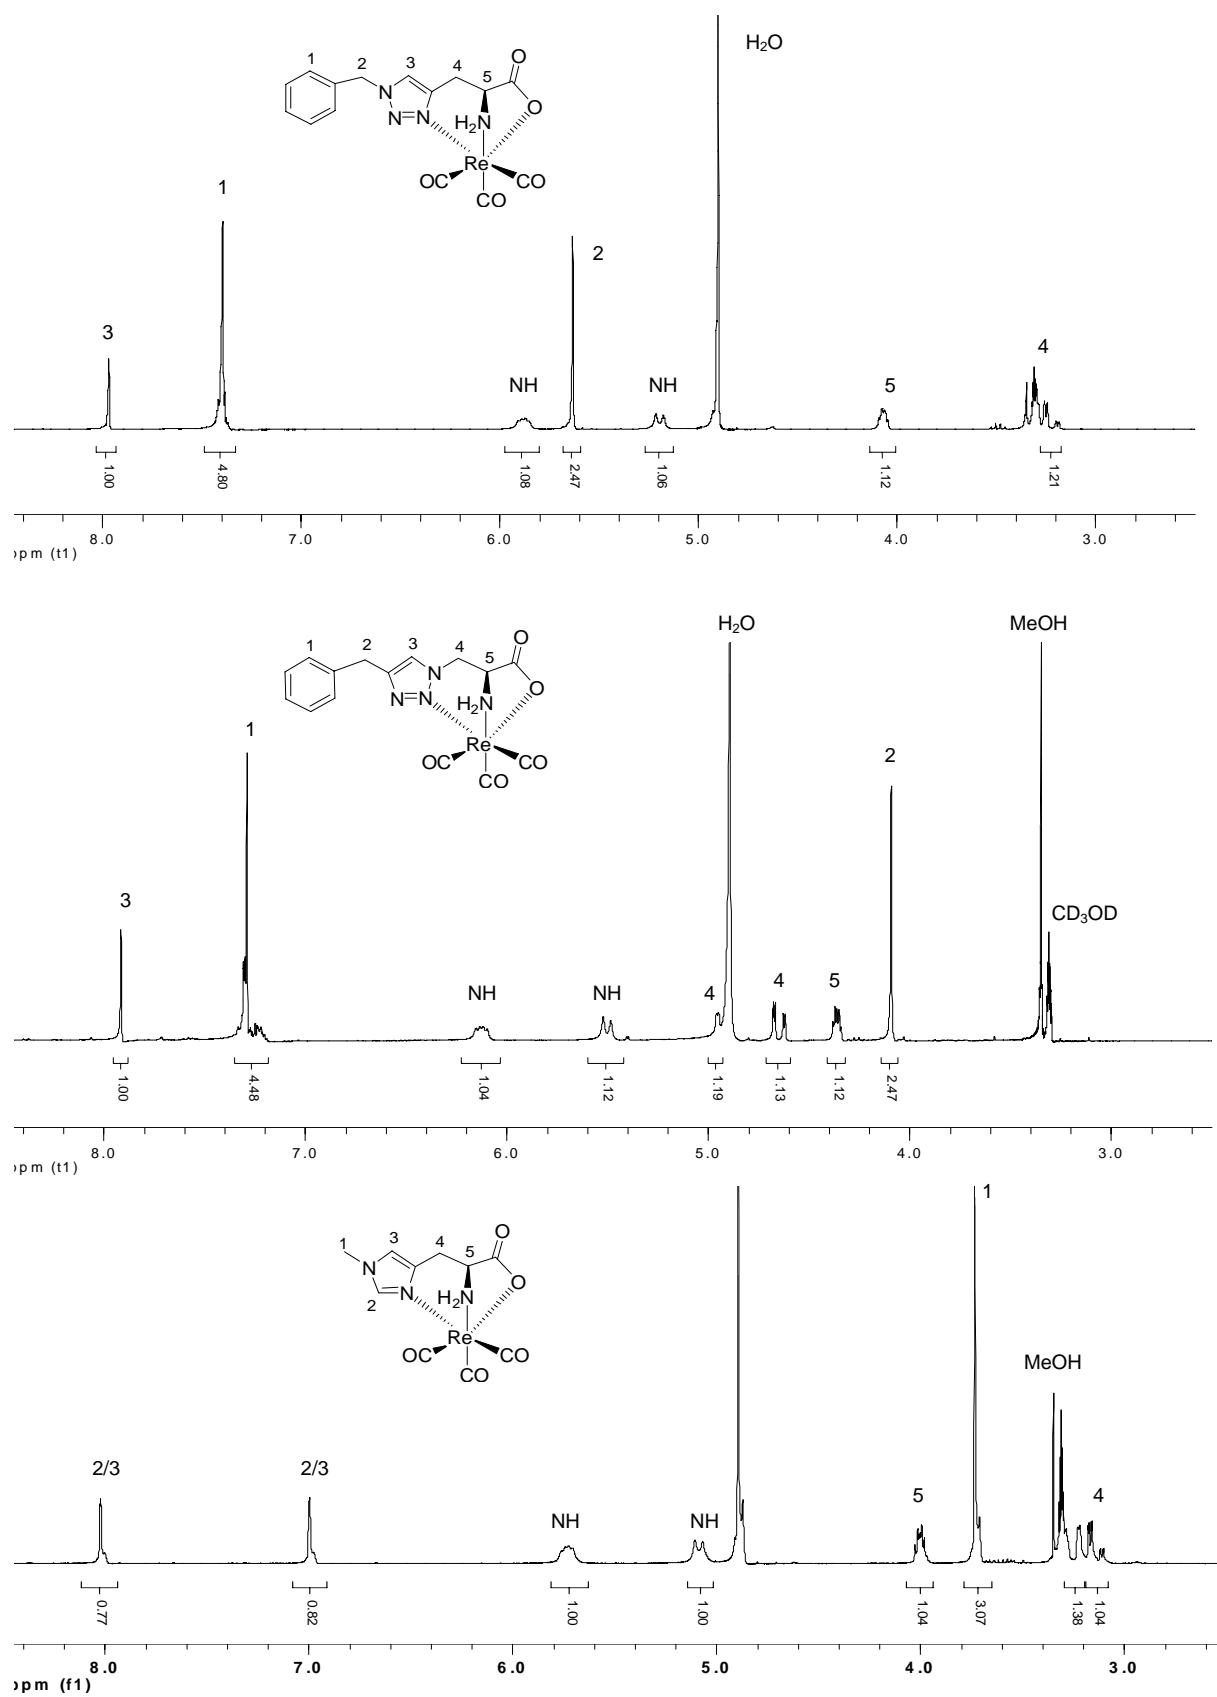 H2O
1 2 3 4 5 O
N N=N H2N O
Re
OC CO CO
1
2
3
NH NH 5 4
1.00 4.80 1.08 2.47 1.06 1.12 1.21
8.0 7.0 6.0 5.0 4.0 3.0
ppm (t1)
H2O MeOH
1 2 3 4 5 O
N N=N H2N O
Re
OC CO CO
1
2
3 CD3OD
NH NH 4 4 5
1.00 4.48 1.04 1.12 1.19 1.13 1.12 2.47
8.0 7.0 6.0 5.0 4.0 3.0
ppm (t1)
1
1 3 4 5 O
N N 2 H2N O
Re
OC CO CO
MeOH
2/3 2/3 NH NH 5 4
0.77 0.82 1.00 1.00 1.04 3.07 1.38 1.04
8.0 7.0 6.0 5.0 4.0 3.0
ppm (f1)